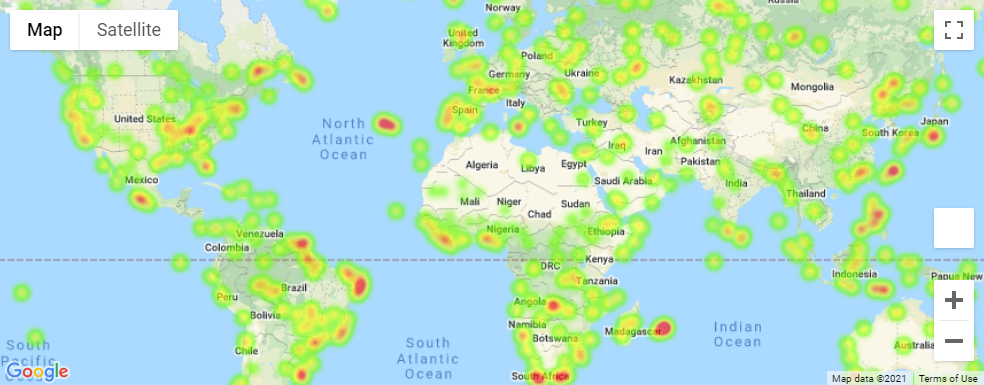 Map
Satellite
Norway
Russia
United
Kingdom
Poland
Germany
Ukraine
Kazakhstan
Mongolia
France
Italy
Spain
United States
North
Atlantic
Ocean
Turkey
China
South Korea
Japan
Iraq
Iran
Afghanistan
Pakistan
Algeria
Libya
Egypt
Saudi Arabia
India
Thailand
Mexico
Mali
Niger
Sudan
Chad
Nigeria
Ethiopia
Venezuela
Colombia
DRC
Kenya
Tanzania
Indonesia
Papua New
Peru
Brazil
Angola
Namibia
Botswana
Madagascar
Bolivia
Chile
South
Pacific
South
Atlantic
Ocean
Indian
Ocean
Australia
South Africa
Google
Map data ©2021
Terms of Use